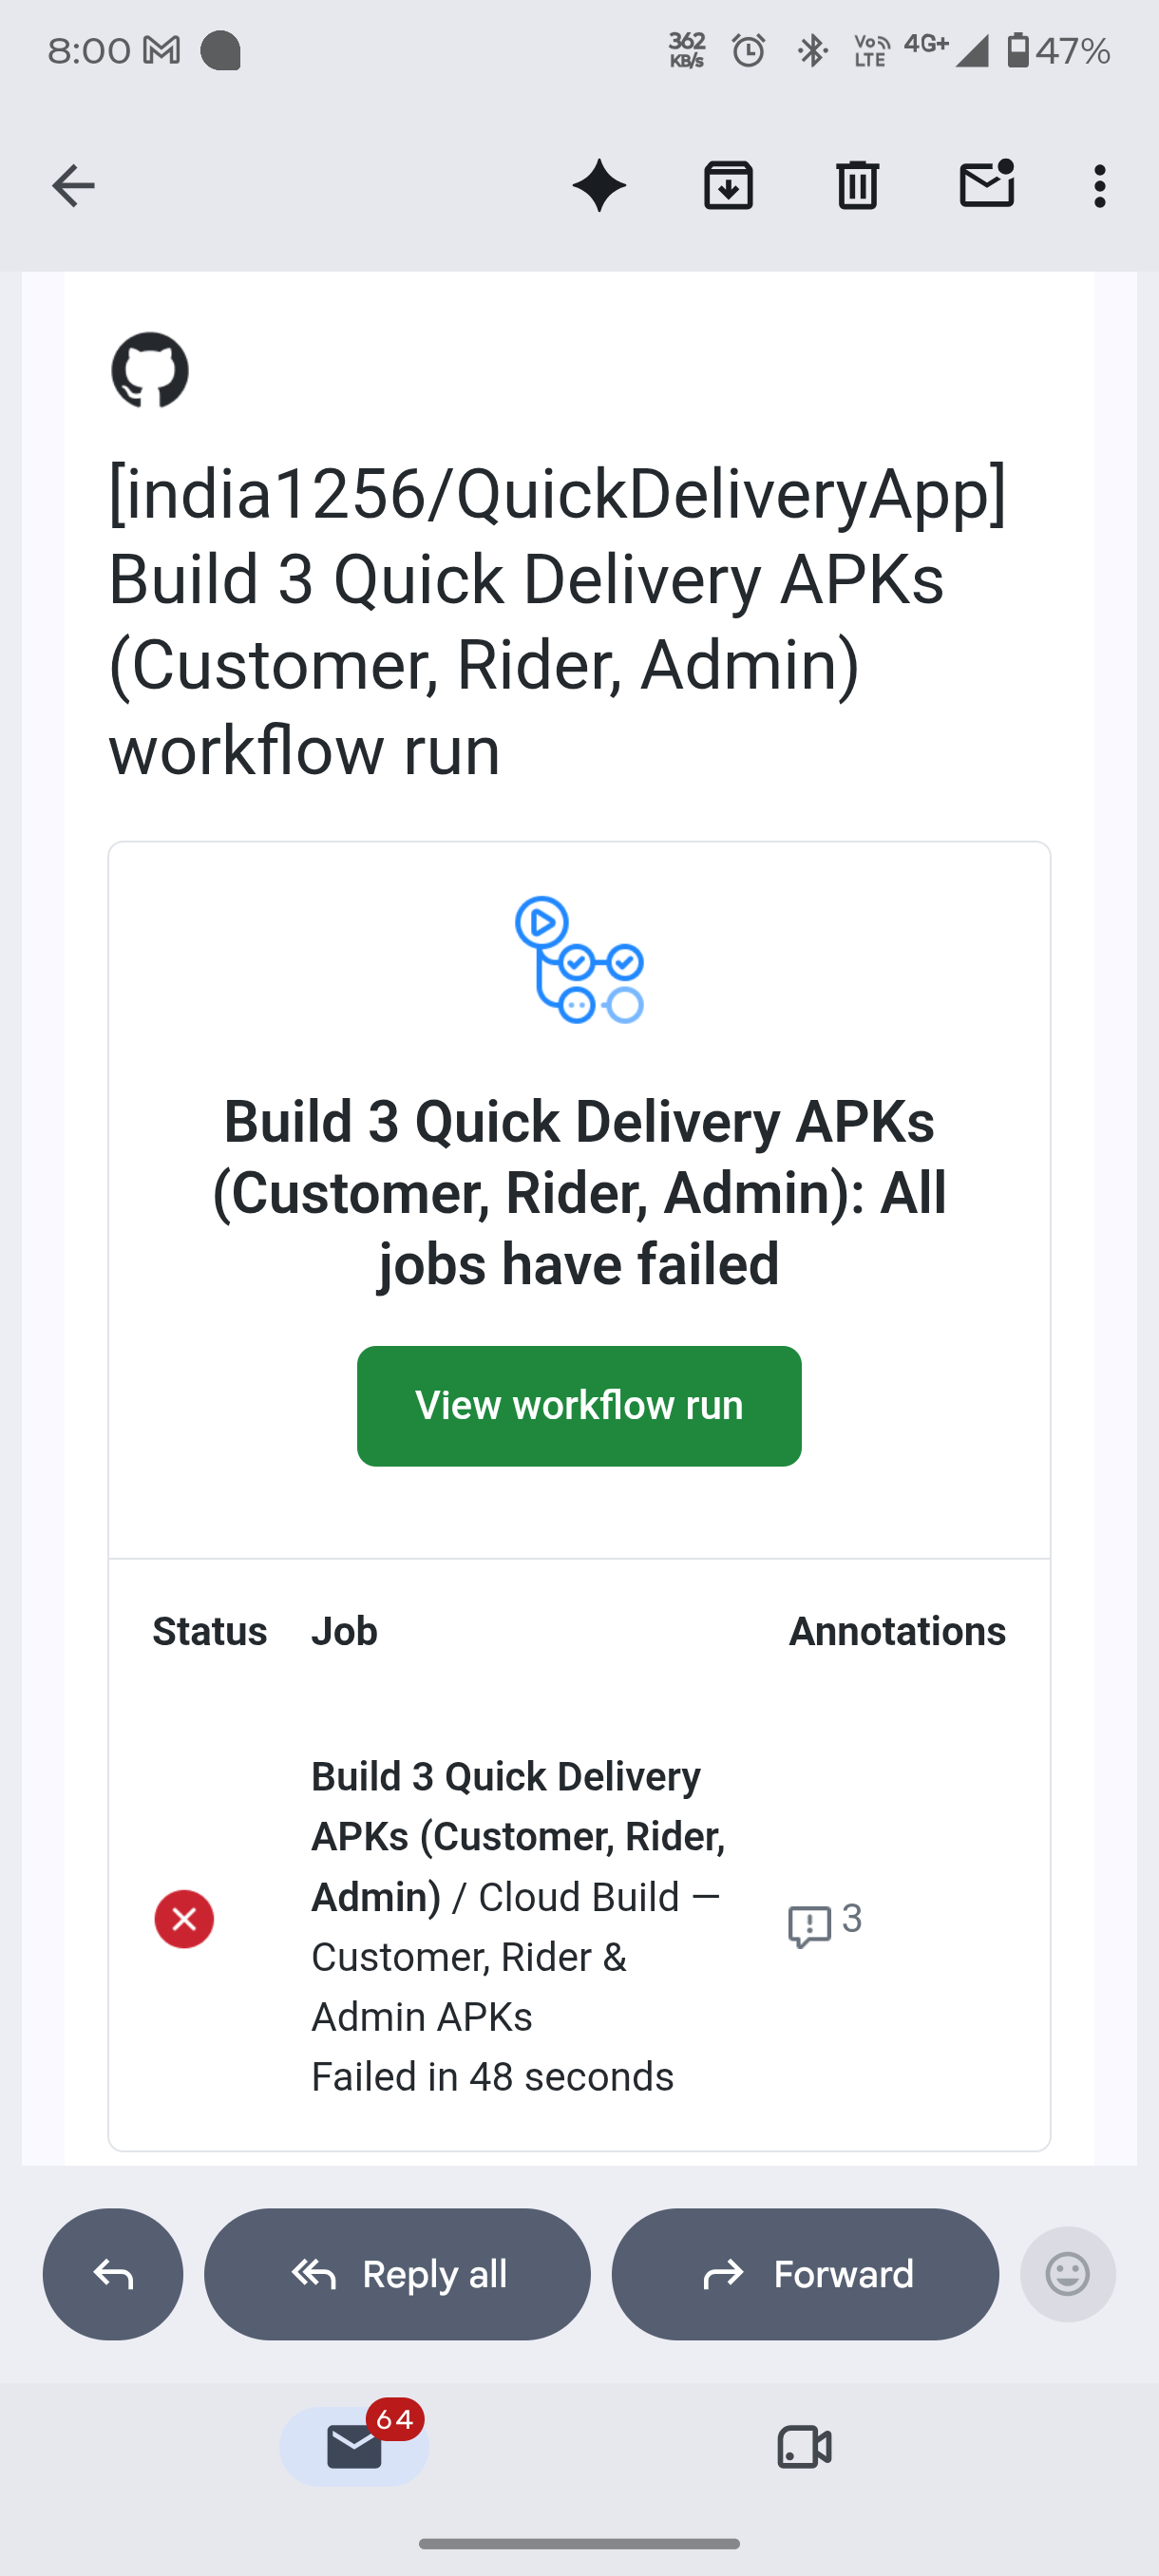 8:00
362
KB/s
Vo
LTE
4G+
47%
[india1256/QuickDeliveryApp]
Build 3 Quick Delivery APKs
(Customer, Rider, Admin)
workflow run
Build 3 Quick Delivery APKs
(Customer, Rider, Admin): All
jobs have failed
View workflow run
Status Job Annotations
Build 3 Quick Delivery
APKs (Customer, Rider,
Admin) / Cloud Build —
Customer, Rider &
Admin APKs
Failed in 48 seconds
3
Reply all
Forward
64